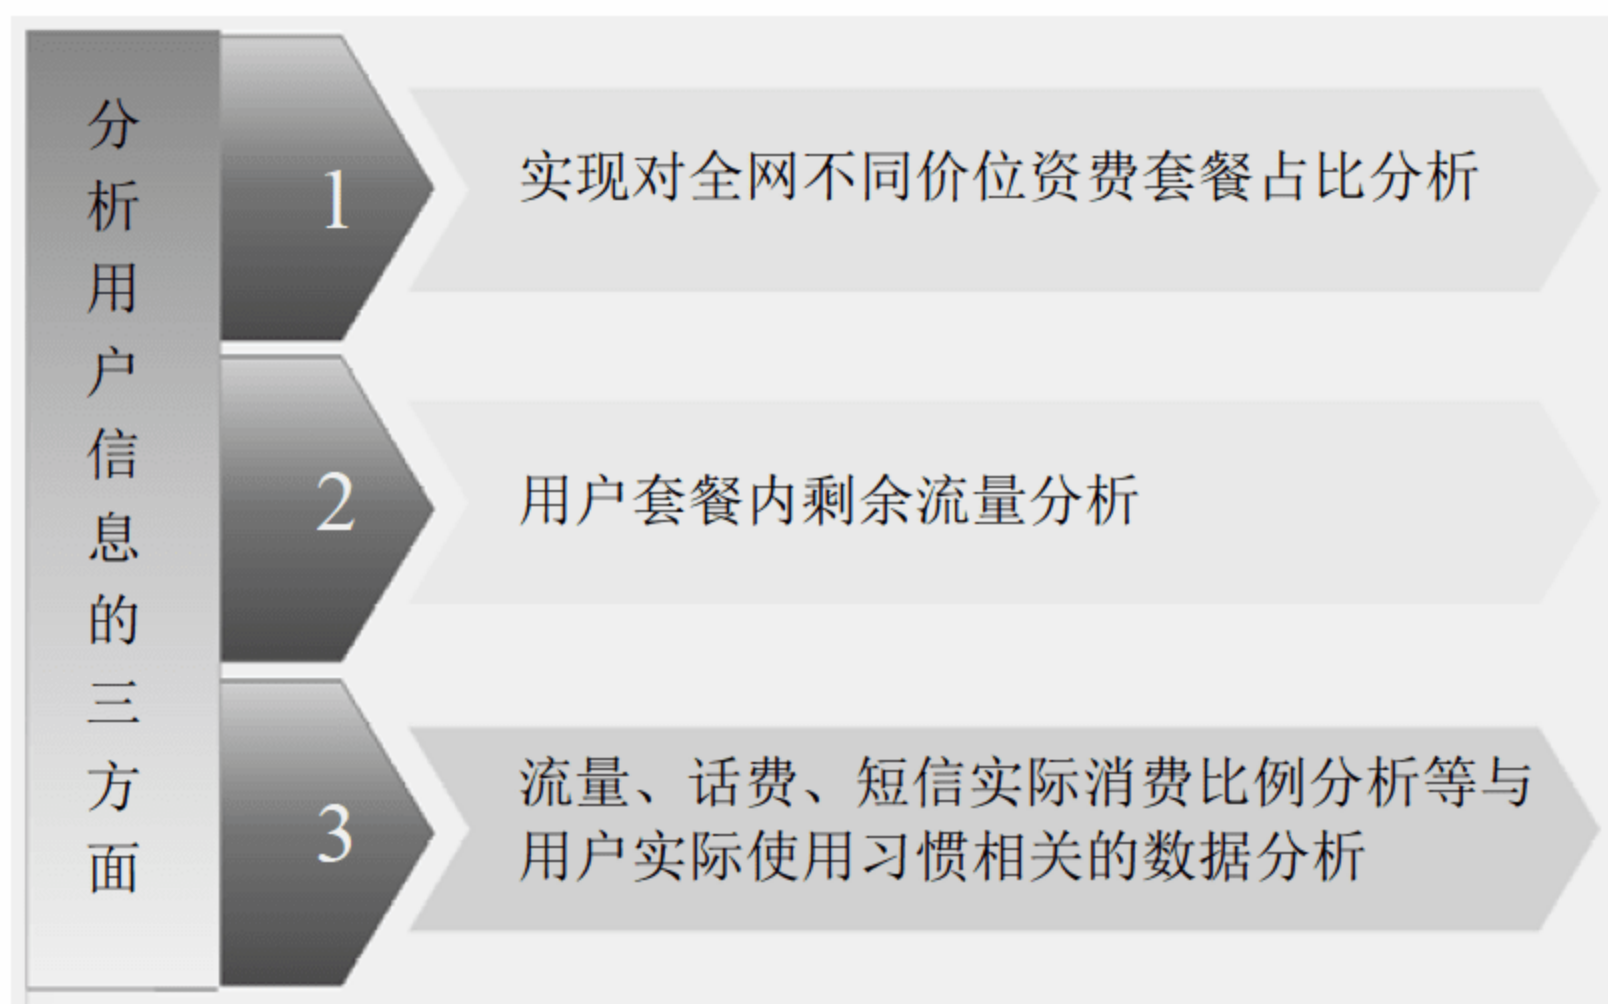 分析用户信息的三方面
1
实现对全网不同价位资费套餐占比分析
2
用户套餐内剩余流量分析
3
流量、话费、短信实际消费比例分析等与
用户实际使用习惯相关的数据分析